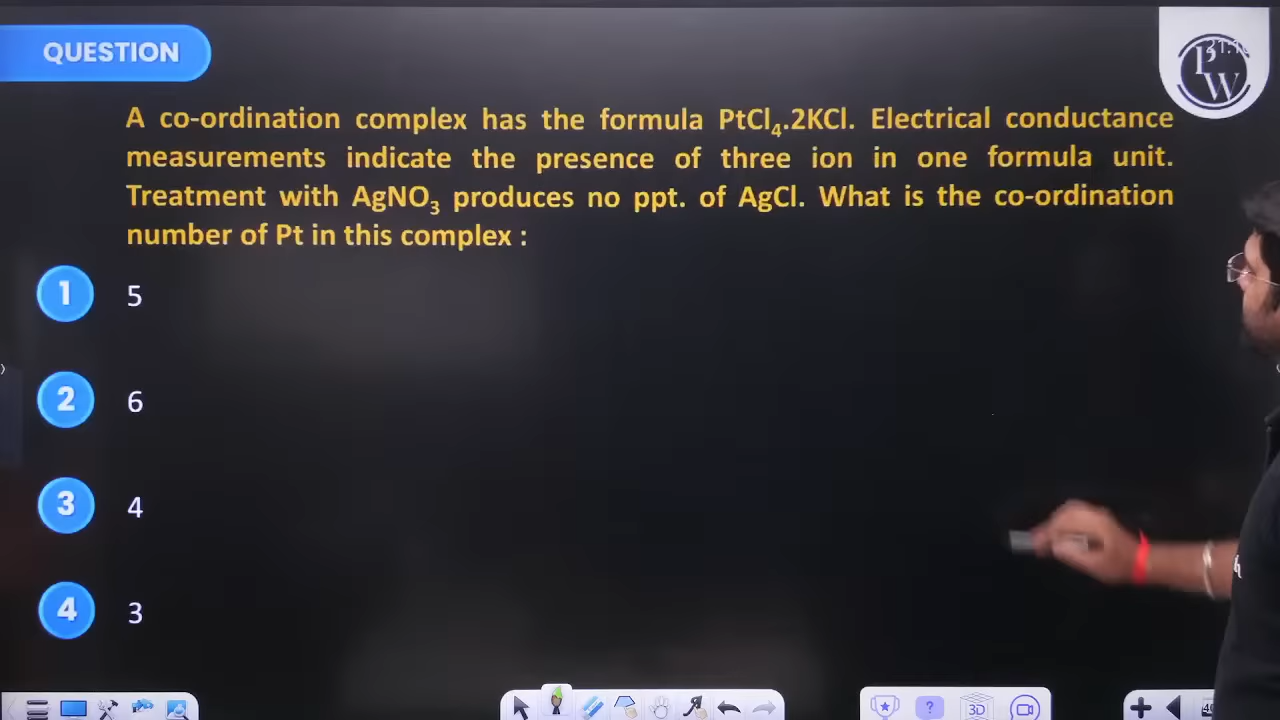 QUESTION
A co-ordination complex has the formula PtCl₄.2KCl. Electrical conductance
measurements indicate the presence of three ion in one formula unit.
Treatment with AgNO₃ produces no ppt. of AgCl. What is the co-ordination
number of Pt in this complex :
1 5
2 6
3 4
4 3
P
W
?
3D